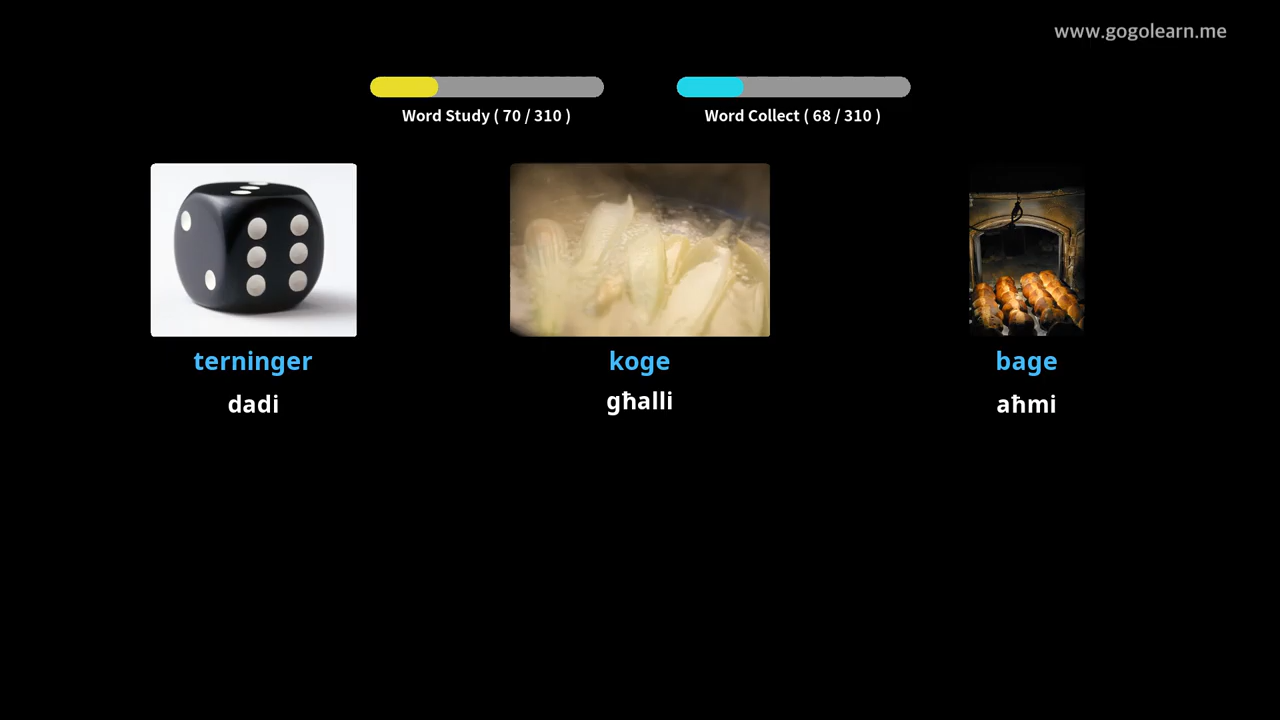 www.gogolearn.me
Word Study ( 70 / 310 )
Word Collect ( 68 / 310 )
terninger
dadi
koge
għalli
bage
aħmi